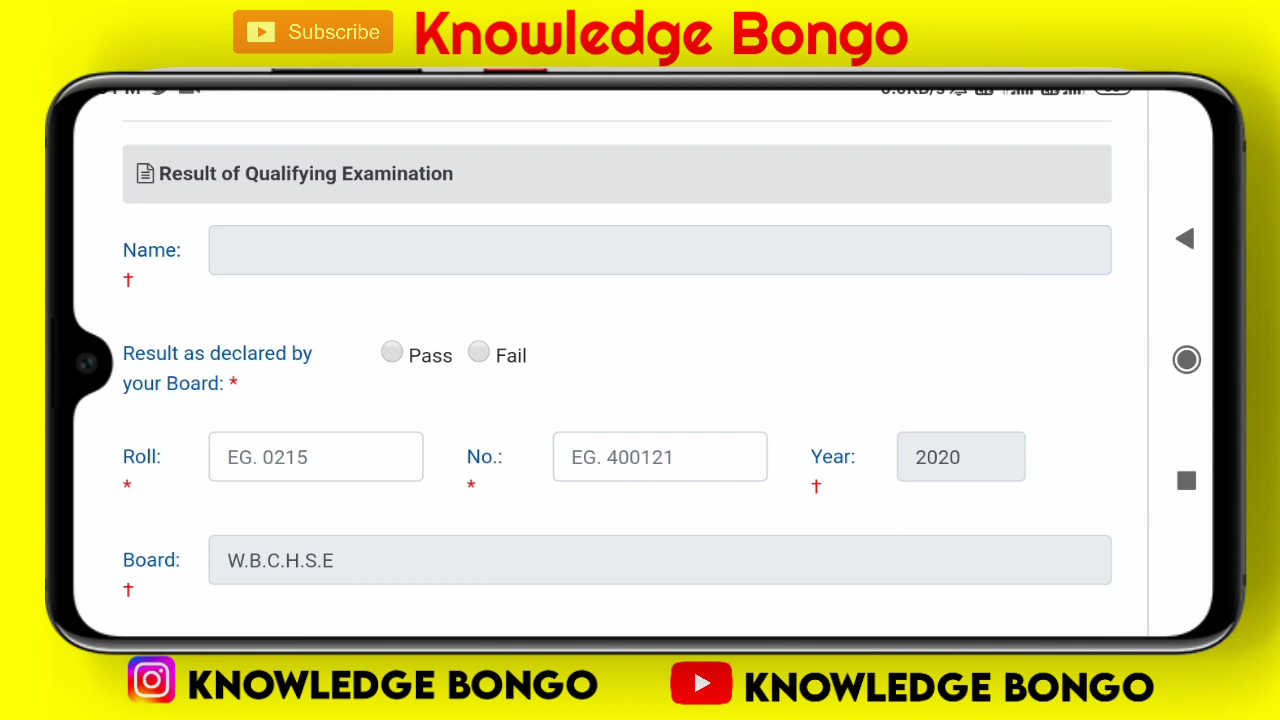 Subscribe Knowledge Bongo
Result of Qualifying Examination
Name:
†
Result as declared by
your Board: *
Pass Fail
Roll: EG. 0215 No.: EG. 400121 Year: 2020
* * †
Board: W.B.C.H.S.E
†
KNOWLEDGE BONGO KNOWLEDGE BONGO